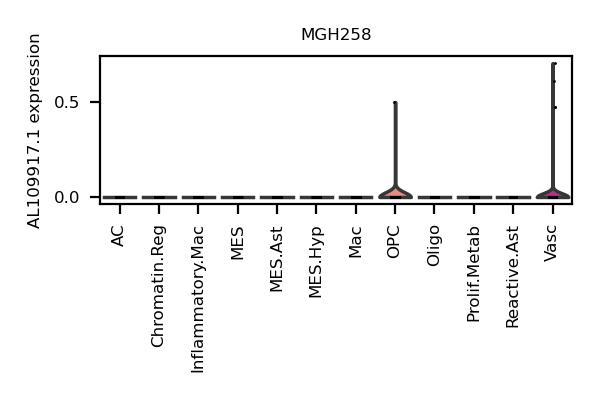 MGH258
AL109917.1 expression
0.5
0.0
AC
Chromatin.Reg
Inflammatory.Mac
MES
MES.Ast
MES.Hyp
Mac
OPC
Oligo
Prolif.Metab
Reactive.Ast
Vasc